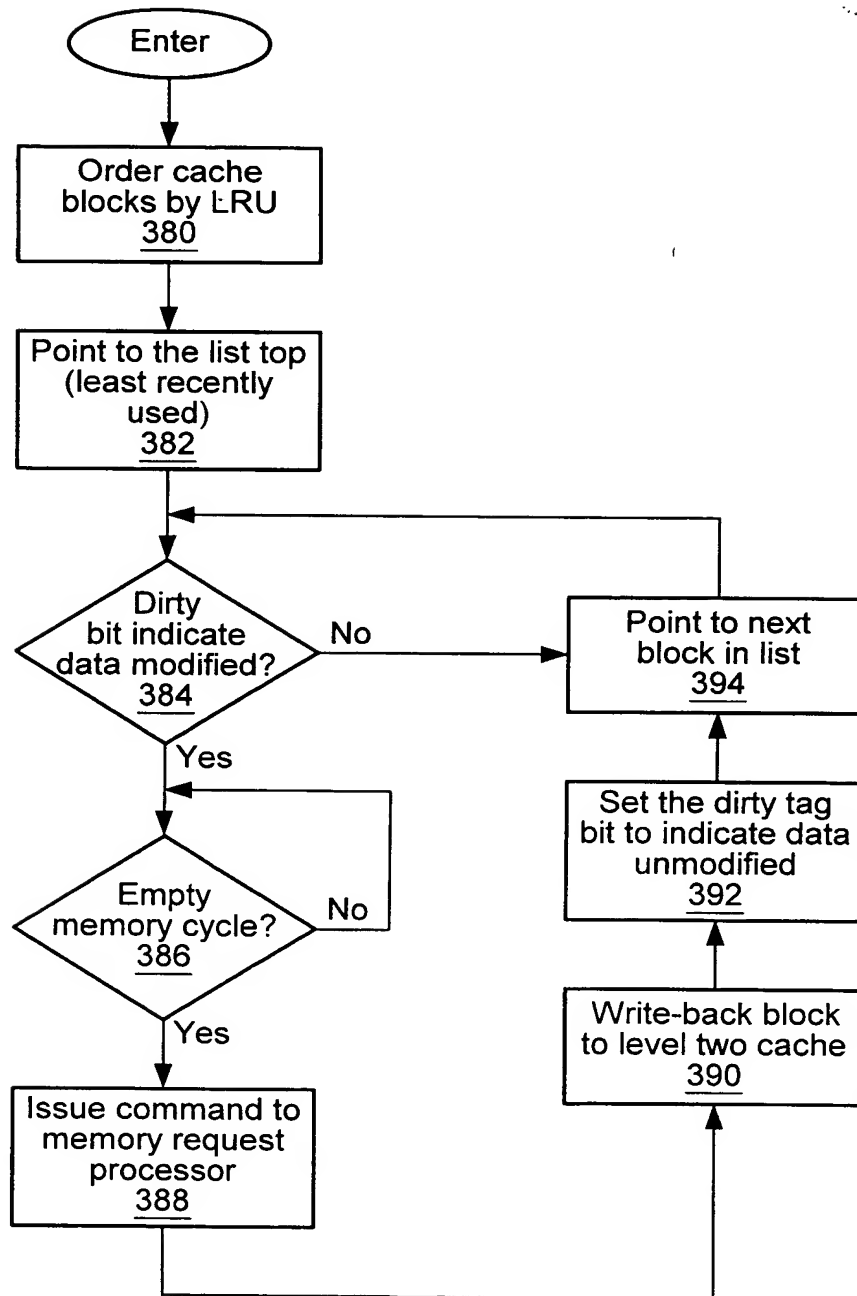 Enter
Order cache
blocks by LRU
380
Point to the list top
(least recently
used)
382
Dirty
bit indicate
data modified?
384
No
Yes
Empty
memory cycle?
386
No
Yes
Issue command to
memory request
processor
388
Point to next
block in list
394
Set the dirty tag
bit to indicate data
unmodified
392
Write-back block
to level two cache
390